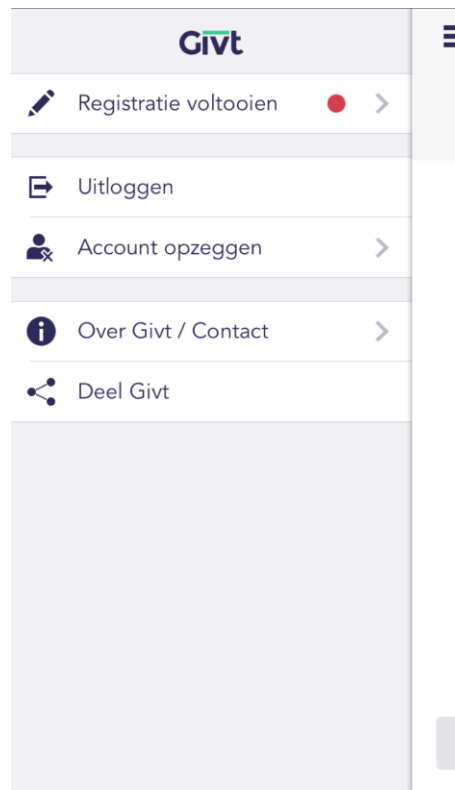 Givt
Registratie voltooien
Uitloggen
Account opzeggen
Over Givt / Contact
Deel Givt